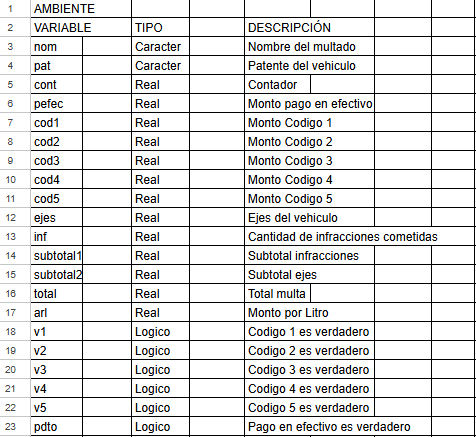 1 AMBIENTE
2 VARIABLE TIPO DESCRIPCIÓN
3 nom Caracter Nombre del multado
4 pat Caracter Patente del vehiculo
5 cont Real Contador
6 pefec Real Monto pago en efectivo
7 cod1 Real Monto Codigo 1
8 cod2 Real Monto Codigo 2
9 cod3 Real Monto Codigo 3
10 cod4 Real Monto Codigo 4
11 cod5 Real Monto Codigo 5
12 ejes Real Ejes del vehiculo
13 inf Real Cantidad de infracciones cometidas
14 subtotal1 Real Subtotal infracciones
15 subtotal2 Real Subtotal ejes
16 total Real Total multa
17 arl Real Monto por Litro
18 v1 Logico Codigo 1 es verdadero
19 v2 Logico Codigo 2 es verdadero
20 v3 Logico Codigo 3 es verdadero
21 v4 Logico Codigo 4 es verdadero
22 v5 Logico Codigo 5 es verdadero
23 pdto Logico Pago en efectivo es verdadero